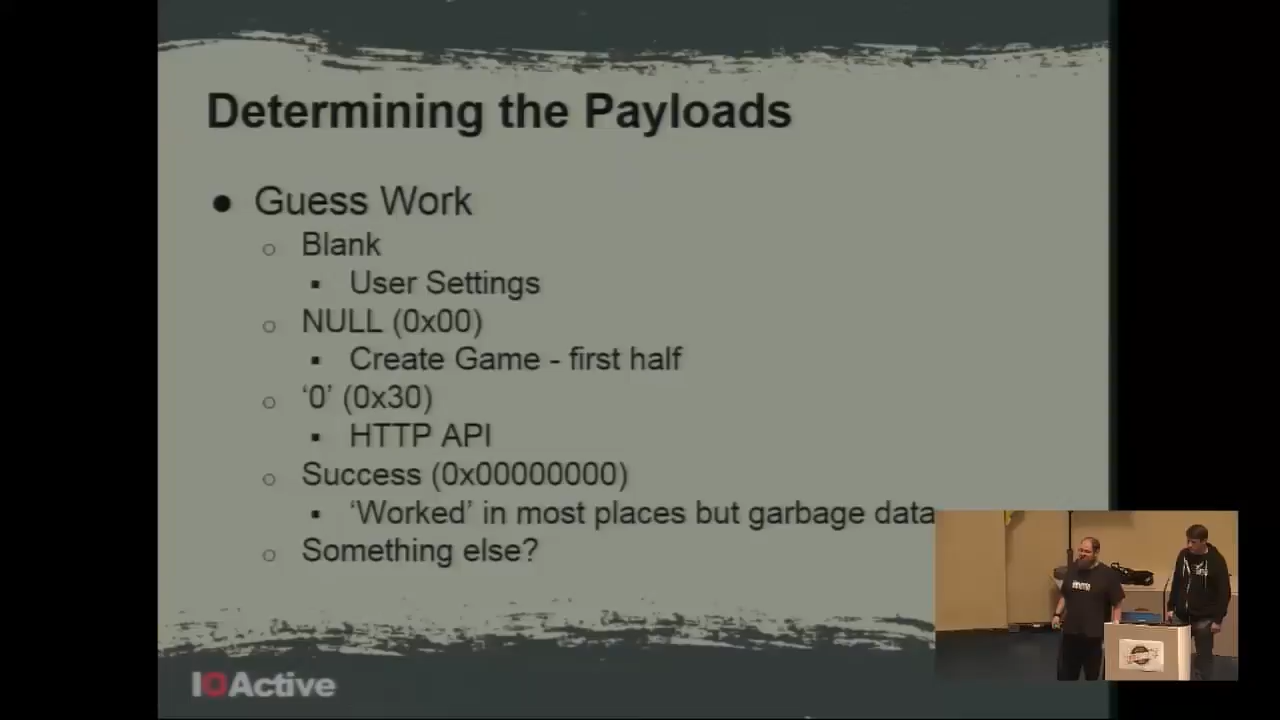 Determining the Payloads
● Guess Work
○ Blank
▪ User Settings
○ NULL (0x00)
▪ Create Game - first half
○ ‘0’ (0x30)
▪ HTTP API
○ Success (0x00000000)
▪ ‘Worked’ in most places but garbage data
○ Something else?
IOActive